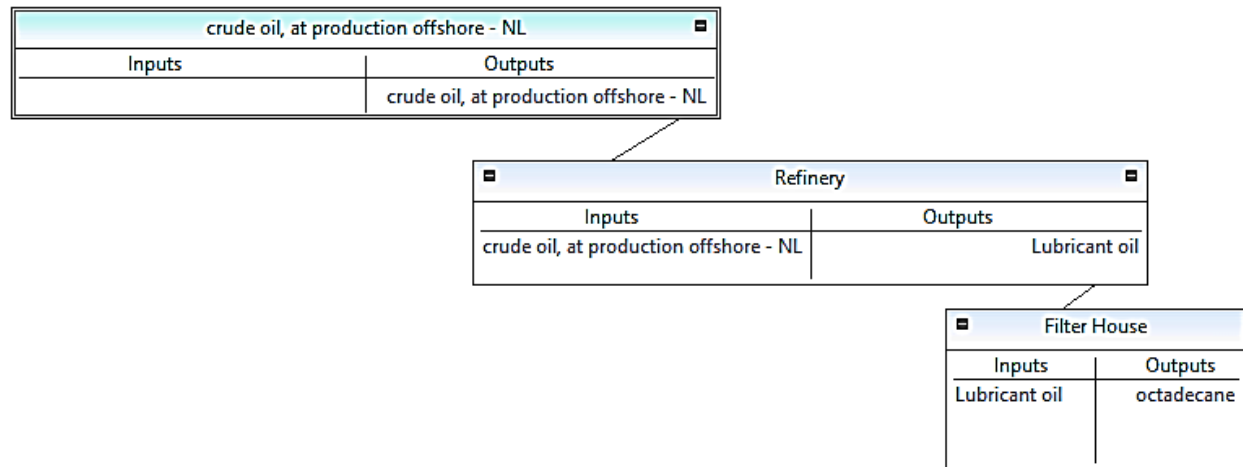 crude oil, at production offshore - NL
Inputs Outputs
crude oil, at production offshore - NL
Refinery
Inputs Outputs
crude oil, at production offshore - NL Lubricant oil
Filter House
Inputs Outputs
Lubricant oil octadecane